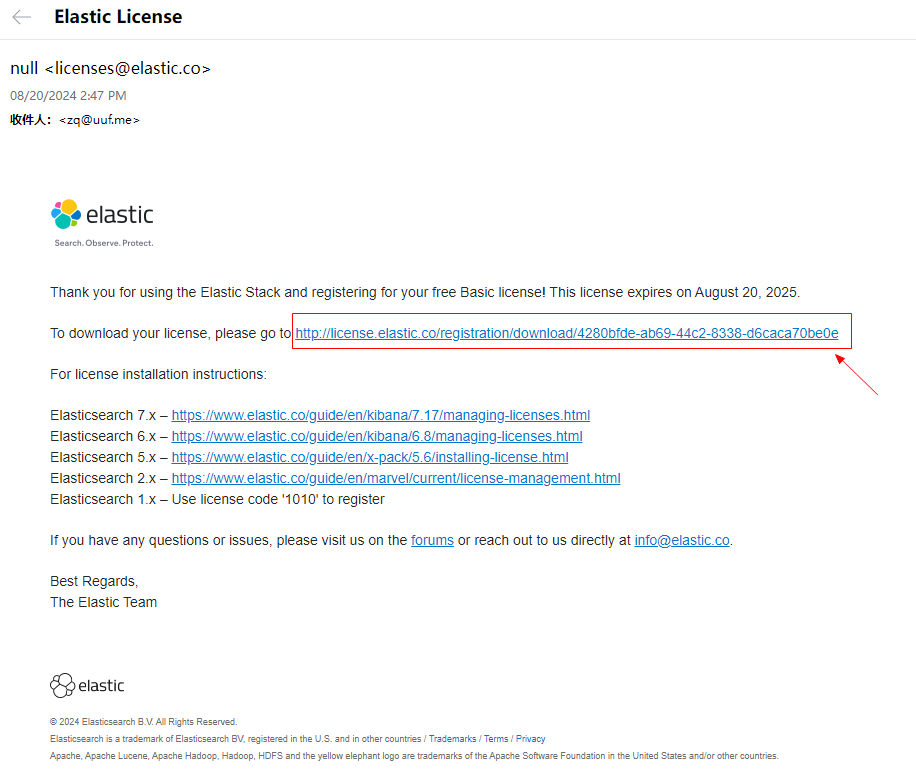 Elastic License
null <licenses@elastic.co>
08/20/2024 2:47 PM
收件人： <zq@uuf.me>
elastic
Search. Observe. Protect.
Thank you for using the Elastic Stack and registering for your free Basic license! This license expires on August 20, 2025.
To download your license, please go to http://license.elastic.co/registration/download/4280bfde-ab69-44c2-8338-d6caca70be0e
For license installation instructions:
Elasticsearch 7.x – https://www.elastic.co/guide/en/kibana/7.17/managing-licenses.html
Elasticsearch 6.x – https://www.elastic.co/guide/en/kibana/6.8/managing-licenses.html
Elasticsearch 5.x – https://www.elastic.co/guide/en/x-pack/5.6/installing-license.html
Elasticsearch 2.x – https://www.elastic.co/guide/en/marvel/current/license-management.html
Elasticsearch 1.x – Use license code '1010' to register
If you have any questions or issues, please visit us on the forums or reach out to us directly at info@elastic.co.
Best Regards,
The Elastic Team
elastic
© 2024 Elasticsearch B.V. All Rights Reserved.
Elasticsearch is a trademark of Elasticsearch BV, registered in the U.S. and in other countries / Trademarks / Terms / Privacy
Apache, Apache Lucene, Apache Hadoop, Hadoop, HDFS and the yellow elephant logo are trademarks of the Apache Software Foundation in the United States and/or other countries.